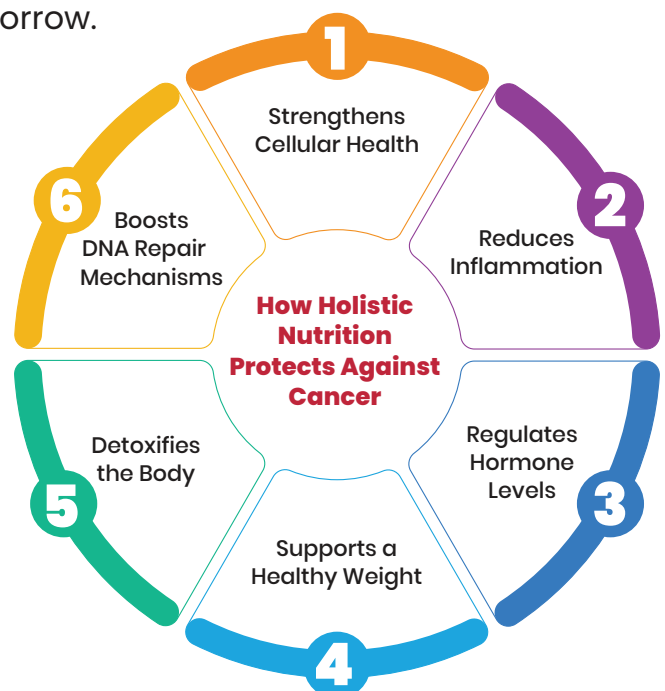 orrow.
1
Strengthens
Cellular Health
2
Reduces
Inflammation
3
Regulates
Hormone
Levels
4
Supports a
Healthy Weight
5
Detoxifies
the Body
6
Boosts
DNA Repair
Mechanisms
How Holistic
Nutrition
Protects Against
Cancer